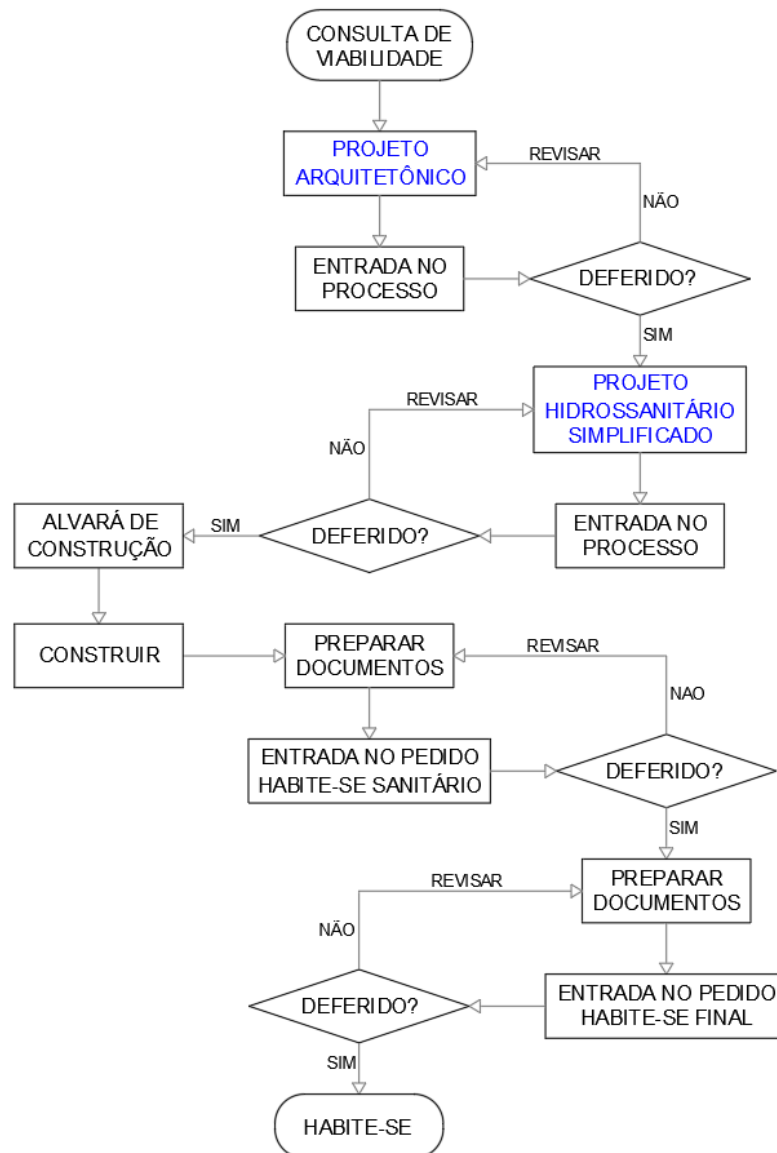 CONSULTA DE
VIABILIDADE
PROJETO
ARQUITETÔNICO
REVISAR
NÃO
ENTRADA NO
PROCESSO
DEFERIDO?
SIM
PROJETO
HIDROSSANITÁRIO
SIMPLIFICADO
REVISAR
NÃO
ENTRADA NO
PROCESSO
DEFERIDO?
SIM
ALVARÁ DE
CONSTRUÇÃO
CONSTRUIR
PREPARAR
DOCUMENTOS
REVISAR
NAO
ENTRADA NO PEDIDO
HABITE-SE SANITÁRIO
DEFERIDO?
SIM
PREPARAR
DOCUMENTOS
REVISAR
NÃO
ENTRADA NO PEDIDO
HABITE-SE FINAL
DEFERIDO?
SIM
HABITE-SE